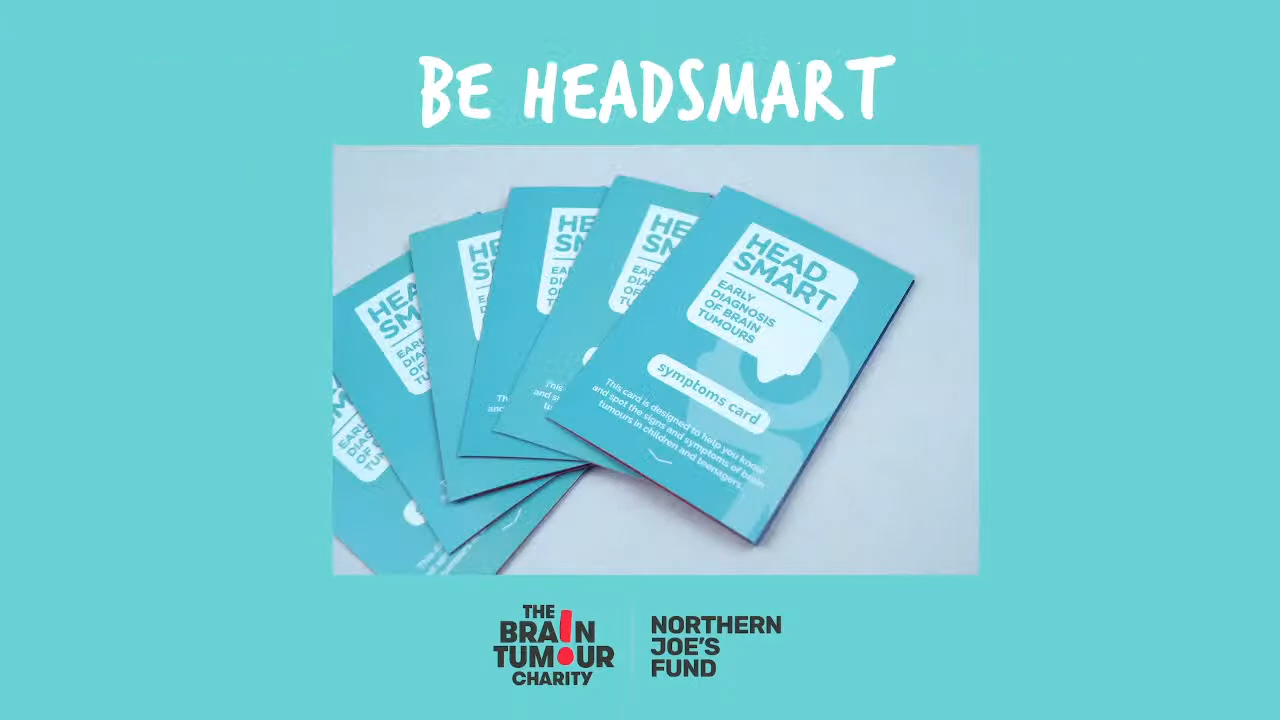 BE HEADSMART
HEAD
SMART
EARLY
DIAGNOSIS
OF BRAIN
TUMOURS
symptoms card
This card is designed to help you know
and spot the signs and symptoms of brain
tumours in children and teenagers.
THE
BRA!N
TUMOUR
CHARITY
NORTHERN
JOE'S
FUND